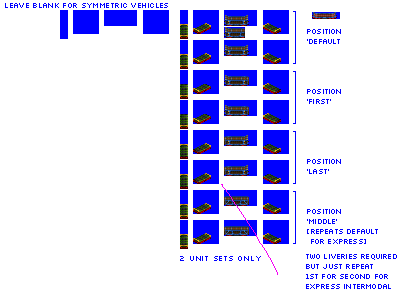 LEAVE BLANK FOR SYMMETRIC VEHICLES
POSITION
'DEFAULT
POSITION
'FIRST'
POSITION
'LAST'
POSITION
'MIDDLE'
[REPEATS DEFAULT
FOR EXPRESS]
2 UNIT SETS ONLY
TWO LIVERIES REQUIRED
BUT JUST REPEAT
1ST FOR SECOND FOR
EXPRESS INTERMODAL